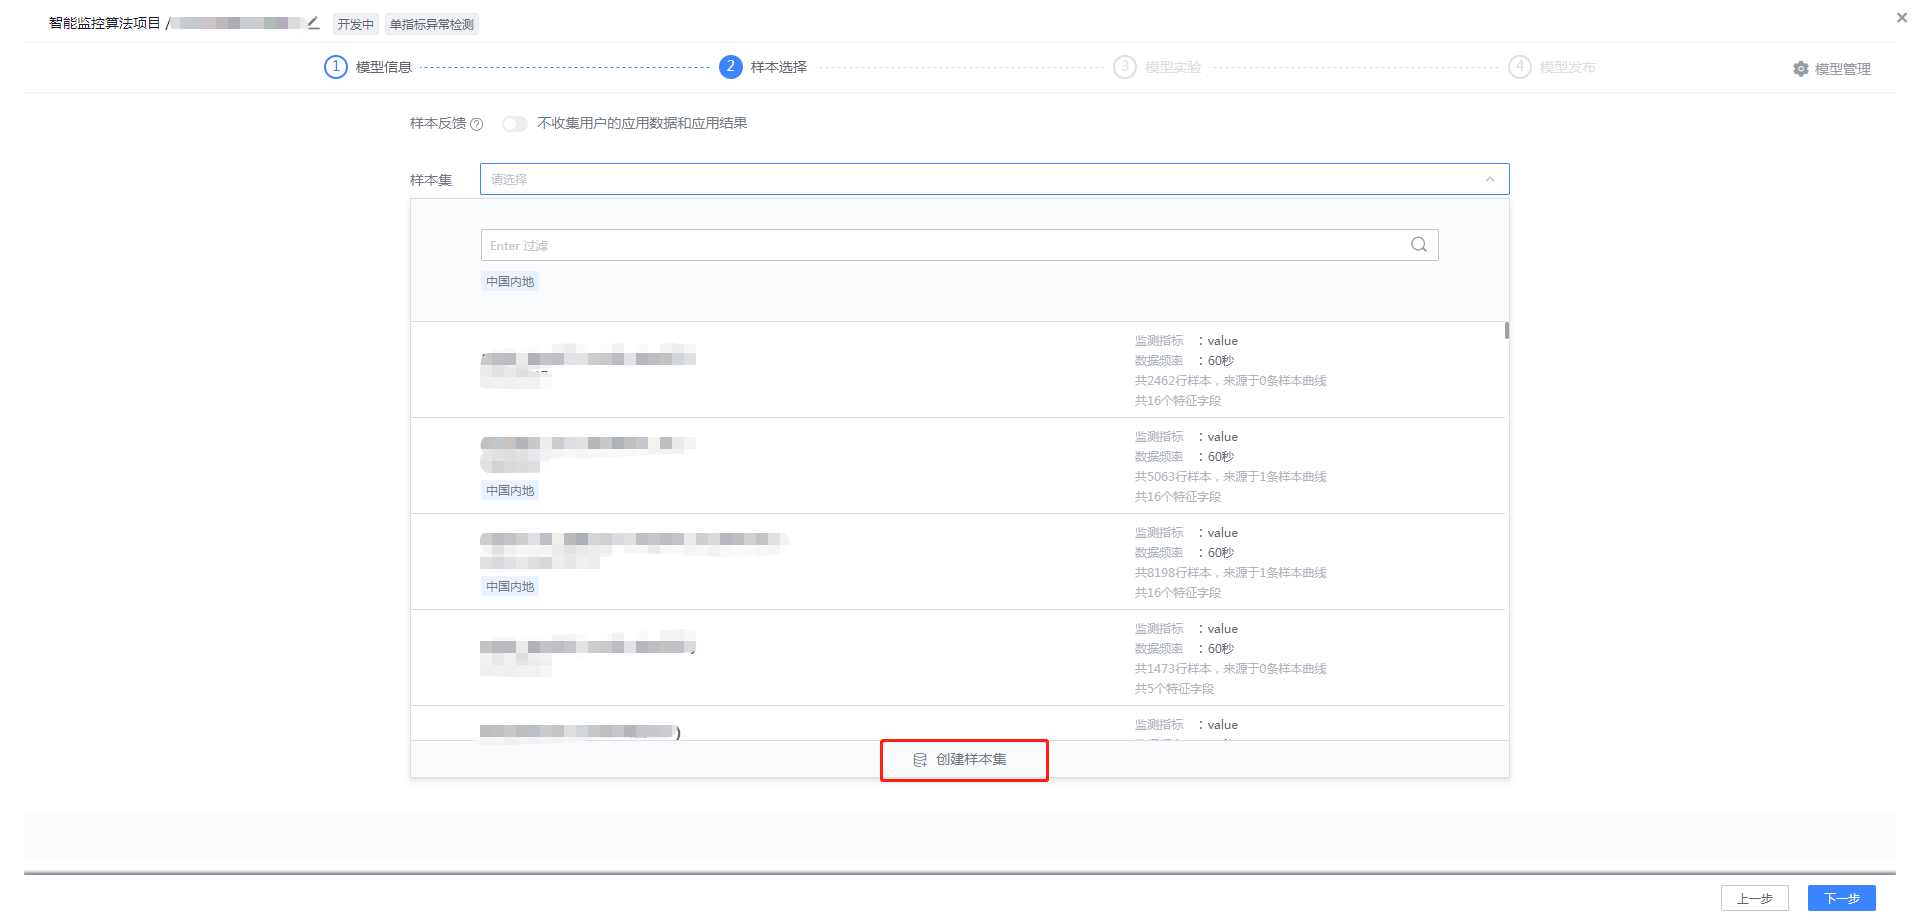 智能监控算法项目 /
开发中
单指标异常检测
1 模型信息
2 样本选择
3 模型实验
4 模型发布
模型管理
样本反馈
不收集用户的应用数据和应用结果
样本集
请选择
Enter 过滤
中国内地
监测指标 : value
数据频率 : 60秒
共2462行样本，来源于0条样本曲线
共16个特征字段
中国内地
监测指标 : value
数据频率 : 60秒
共5063行样本，来源于1条样本曲线
共16个特征字段
中国内地
监测指标 : value
数据频率 : 60秒
共8198行样本，来源于1条样本曲线
共16个特征字段
监测指标 : value
数据频率 : 60秒
共1473行样本，来源于0条样本曲线
共5个特征字段
监测指标 : value
创建样本集
上一步
下一步